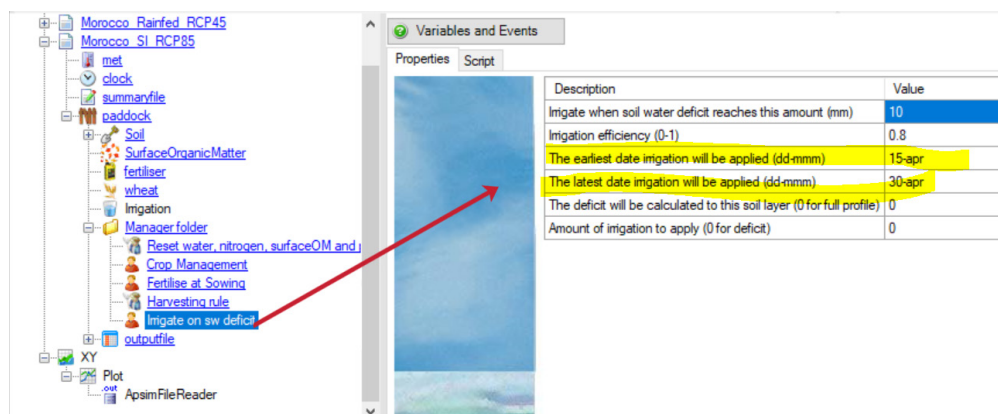 Morocco_Rainfed_RCP45
Morocco_SI_RCP85
met
clock
summaryfile
paddock
Soil
SurfaceOrganicMatter
fertiliser
wheat
Irrigation
Manager folder
Reset water, nitrogen, surfaceOM and
Crop Management
Fertilise at Sowing
Harvesting rule
Irrigate on sw deficit
outputfile
XY
Plot
.out ApsimFileReader
Variables and Events
Properties Script
Description Value
Irrigate when soil water deficit reaches this amount (mm) 10
Irrigation efficiency (0-1) 0.8
The earliest date irrigation will be applied (dd-mmm) 15-apr
The latest date irrigation will be applied (dd-mmm) 30-apr
The deficit will be calculated to this soil layer (0 for full profile) 0
Amount of irrigation to apply (0 for deficit) 0